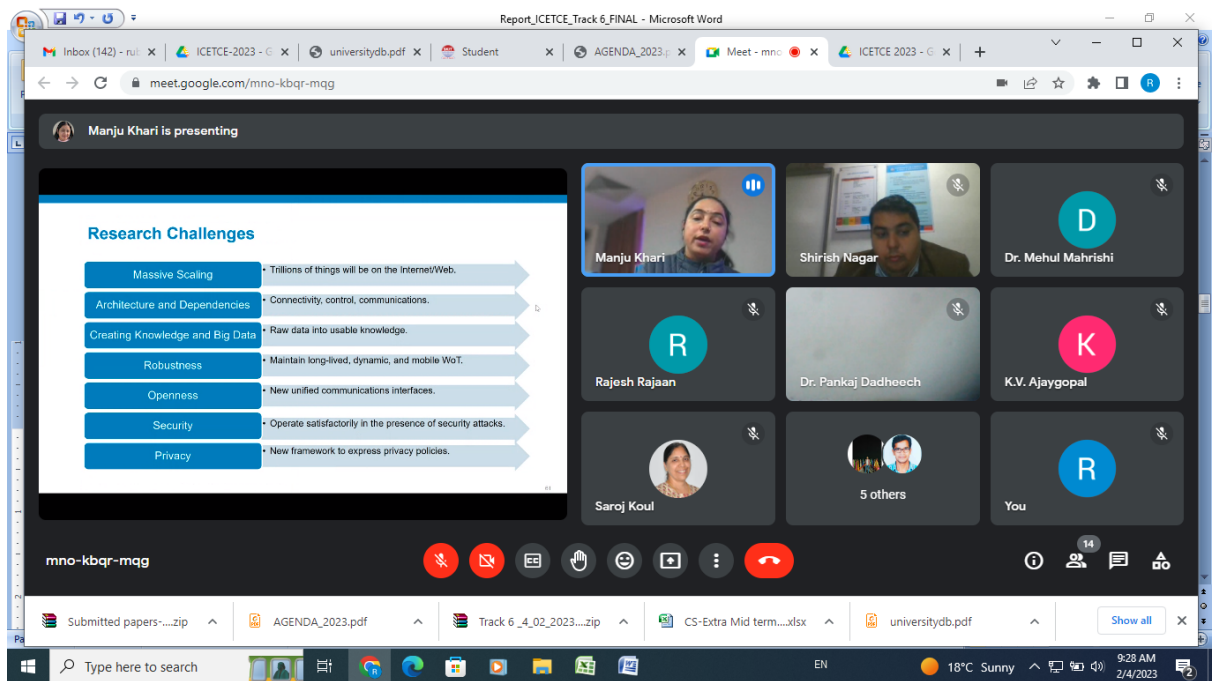 Report_ICETCE_Track 6_FINAL - Microsoft Word
Inbox (142) - rul
ICETCE-2023 - G
universitydb.pdf
Student
AGENDA_2023.p
Meet - mno
ICETCE 2023 - G
meet.google.com/mno-kbqr-mqg
R
Manju Khari is presenting
Research Challenges
Massive Scaling
• Trillions of things will be on the Internet/Web.
Architecture and Dependencies
• Connectivity, control, communications.
Creating Knowledge and Big Data
• Raw data into usable knowledge.
Robustness
• Maintain long-lived, dynamic, and mobile WoT.
Openness
• New unified communications interfaces.
Security
• Operate satisfactorily in the presence of security attacks.
Privacy
• New framework to express privacy policies.
Manju Khari
Shirish Nagar
D
Dr. Mehul Mahrishi
R
Rajesh Rajaan
Dr. Pankaj Dadheech
K
K.V. Ajaygopal
Saroj Koul
5 others
R
You
mno-kbqr-mqg
14
Submitted papers-....zip
AGENDA_2023.pdf
Track 6 _4_02_2023....zip
CS-Extra Mid term....xlsx
universitydb.pdf
Show all
Pa
Type here to search
EN
18°C Sunny
9:28 AM
2/4/2023
2